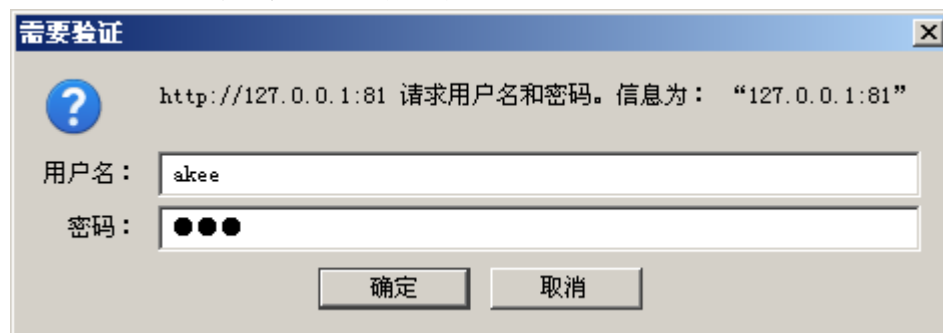 需要验证
http://127.0.0.1:81 请求用户名和密码。信息为： “127.0.0.1:81”
用户名： akee
密码： ●●●
确定 取消